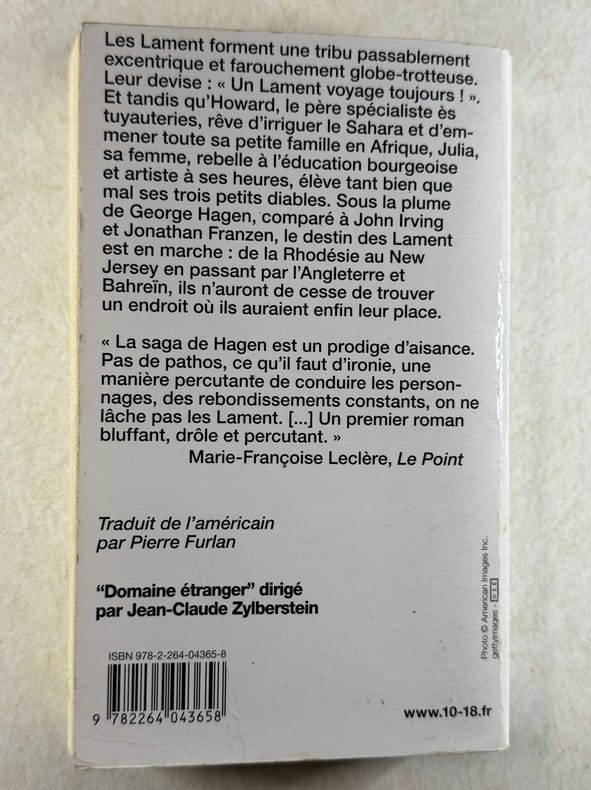 Les Lament forment une tribu passablement
excentrique et farouchement globe-trotteuse.
Leur devise : « Un Lament voyage toujours ! ».
Et tandis qu'Howard, le père spécialiste ès
tuyauteries, rêve d'irriguer le Sahara et d'em-
mener toute sa petite famille en Afrique, Julia,
sa femme, rebelle à l'éducation bourgeoise
et artiste à ses heures, élève tant bien que
mal ses trois petits diables. Sous la plume
de George Hagen, comparé à John Irving
et Jonathan Franzen, le destin des Lament
est en marche : de la Rhodésie au New
Jersey en passant par l'Angleterre et
Bahreïn, ils n'auront de cesse de trouver
un endroit où ils auraient enfin leur place.
« La saga de Hagen est un prodige d'aisance.
Pas de pathos, ce qu'il faut d'ironie, une
manière percutante de conduire les person-
nages, des rebondissements constants, on ne
lâche pas les Lament. [...] Un premier roman
bluffant, drôle et percutant. »
Marie-Françoise Leclère, Le Point
Traduit de l'américain
par Pierre Furlan
"Domaine étranger" dirigé
par Jean-Claude Zylberstein
Photo © American Images Inc.
gettyimages -
ISBN 978-2-264-04365-8
9 782264 043658
www.10-18.fr